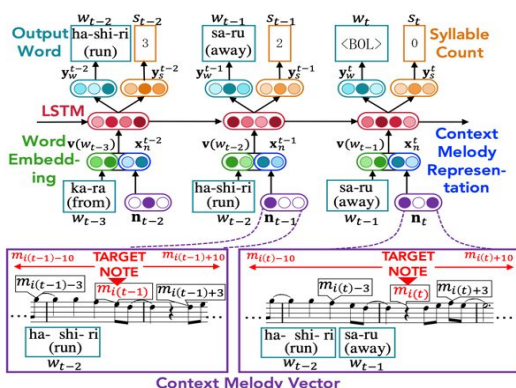 Output Word
w_{t-2}
s_{t-2}
w_{t-1}
s_{t-1}
w_t
s_t
Syllable Count
ha-shi-ri (run)
3
sa-ru (away)
2
<BOL>
0
y_w^{t-2}
y_s^{t-2}
y_w^{t-1}
y_s^{t-1}
y_w^t
y_s^t
LSTM
Word Embedd-ing
v(w_{t-3})
x_n^{t-2}
v(w_{t-2})
x_n^{t-1}
v(w_{t-1})
x_n^t
Context Melody Represen-tation
ka-ra (from)
ha-shi-ri (run)
sa-ru (away)
w_{t-3}
n_{t-2}
w_{t-2}
n_{t-1}
w_{t-1}
n_t
m_{i(t-1)-10}
TARGET NOTE
m_{i(t-1)+10}
m_{i(t-1)-3}
m_{i(t-1)}
m_{i(t-1)+3}
ha- shi- ri
(run)
w_{t-2}
m_{i(t)-10}
TARGET NOTE
m_{i(t)+10}
m_{i(t)-3}
m_{i(t)}
m_{i(t)+3}
ha- shi- ri sa-ru
(run) (away)
w_{t-2} w_{t-1}
Context Melody Vector